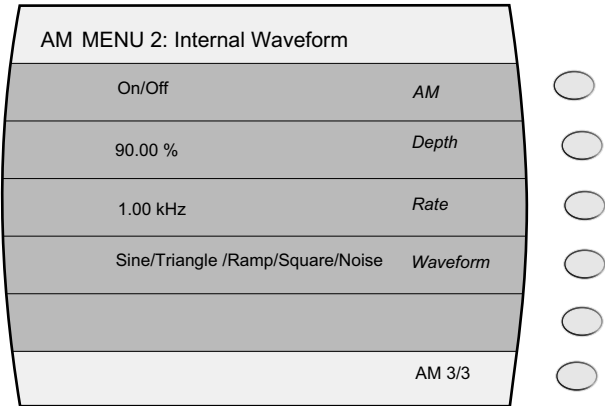 AM MENU 2: Internal Waveform
On/Off AM
90.00 % Depth
1.00 kHz Rate
Sine/Triangle /Ramp/Square/Noise Waveform
AM 3/3